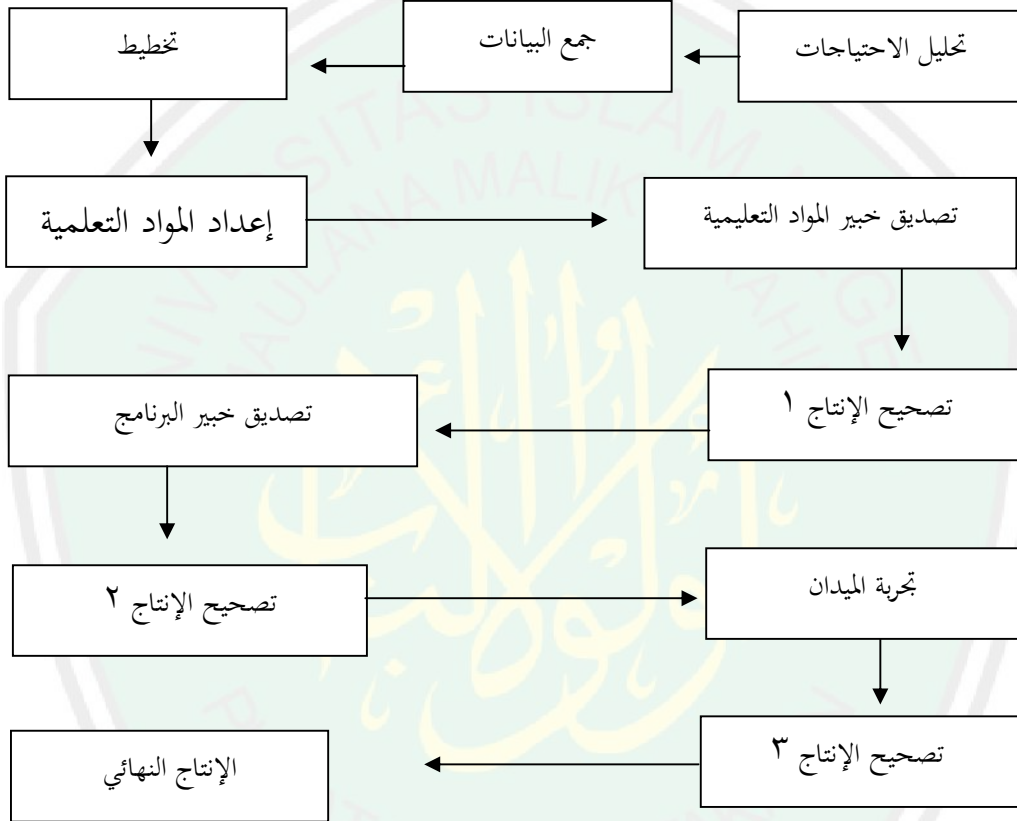 تحليل الاحتياجات
جمع البيانات
تخطيط
إعداد المواد التعلمية
تصديق خبير المواد التعليمية
تصحيح الإنتاج ١
تصديق خبير البرنامج
تصحيح الإنتاج ٢
تجربة الميدان
تصحيح الإنتاج ٣
الإنتاج النهائي